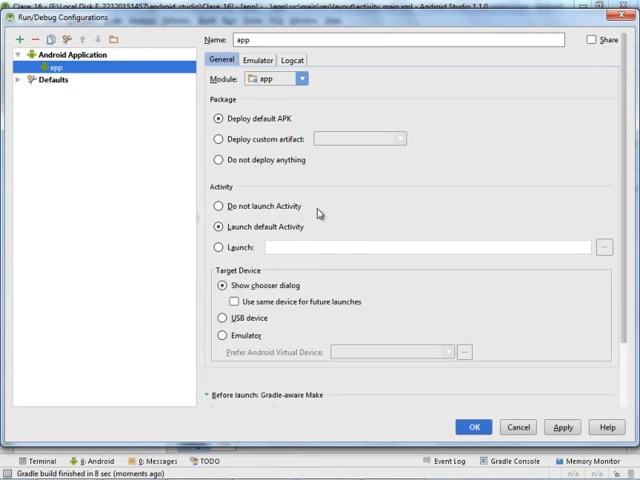 Run/Debug Configurations
Name: app
Share
Android Application
app
Defaults
General Emulator Logcat
Module: app
Package
Deploy default APK
Deploy custom artifact:
Do not deploy anything
Activity
Do not launch Activity
Launch default Activity
Launch:
...
Target Device
Show chooser dialog
Use same device for future launches
USB device
Emulator
Prefer Android Virtual Device:
...
Before launch: Gradle-aware Make
OK Cancel Apply Help
Terminal 6: Android 0: Messages TODO Event Log Gradle Console Memory Monitor
Gradle build finished in 8 sec (moments ago) n/a n/a